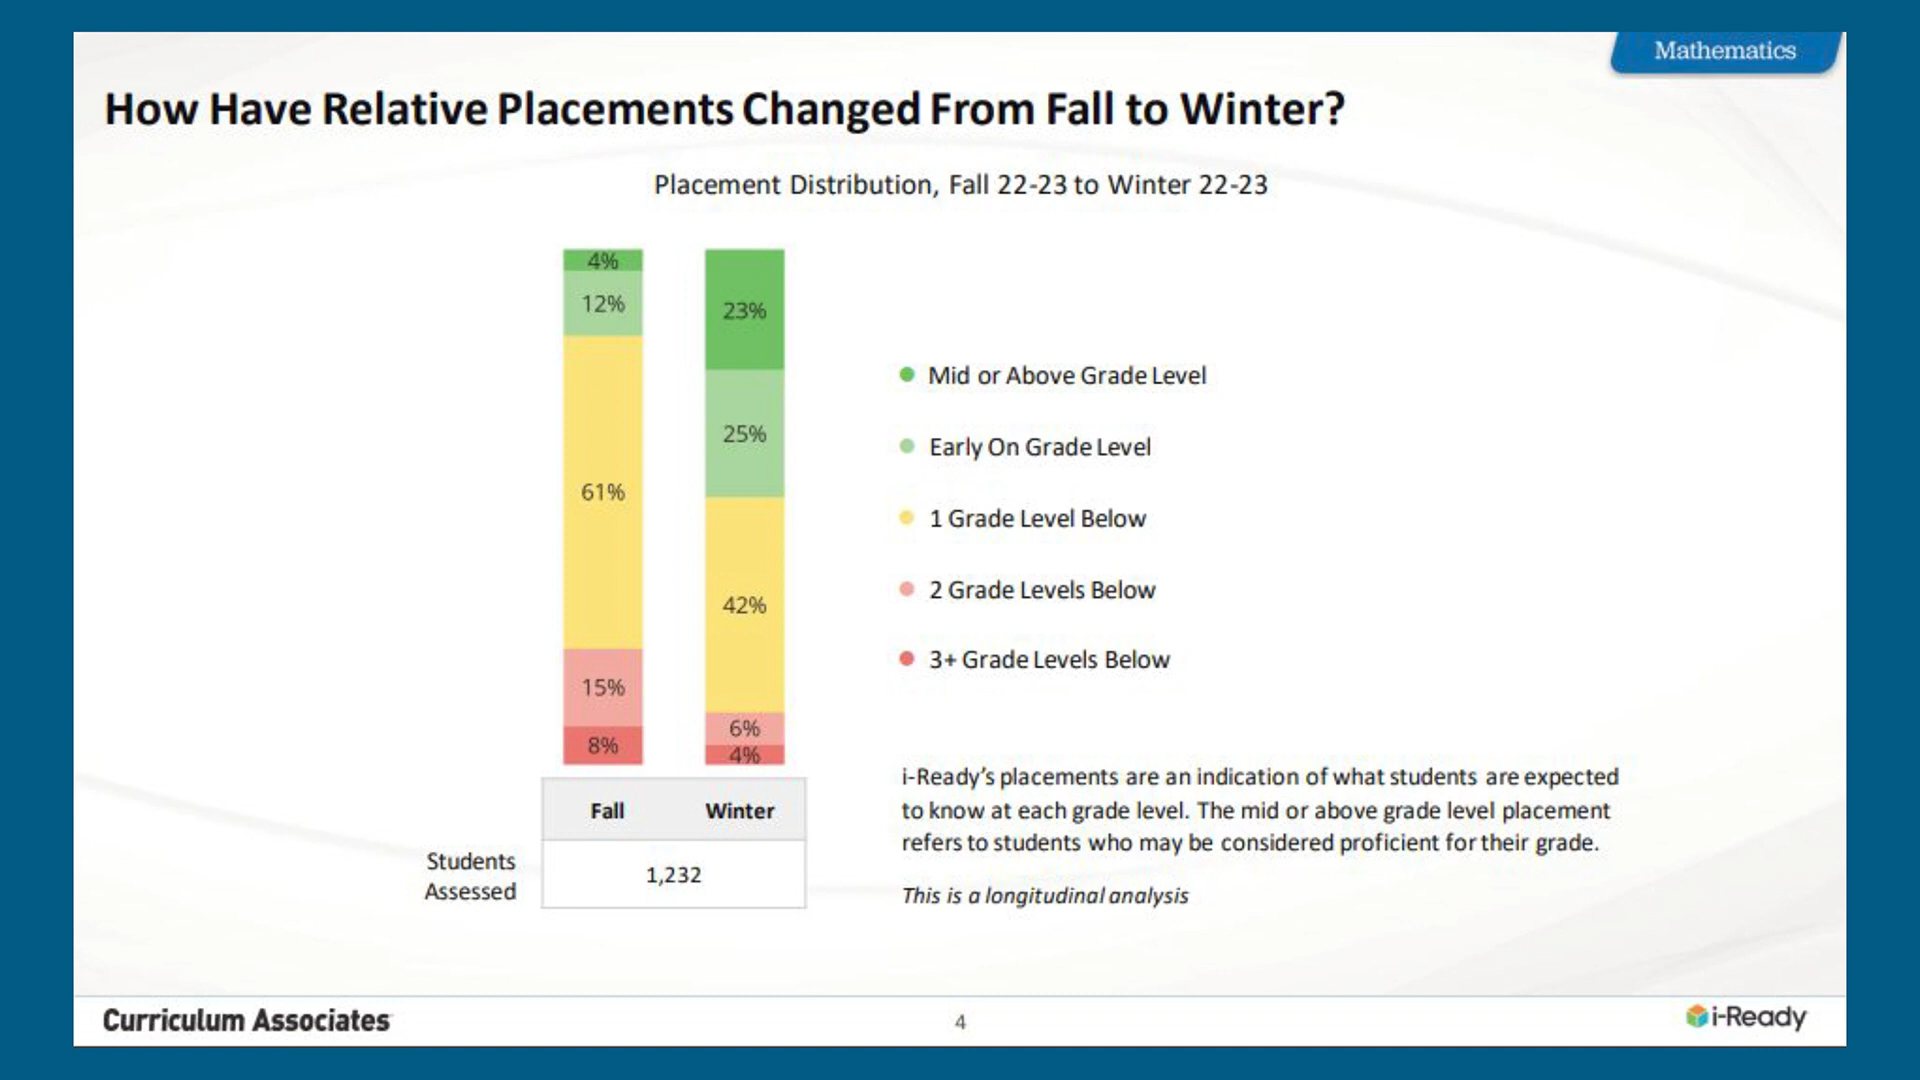 Mathematics
How Have Relative Placements Changed From Fall to Winter?
Placement Distribution, Fall 22-23 to Winter 22-23
4%
12%
61%
15%
8%
23%
25%
42%
6%
4%
Mid or Above Grade Level
Early On Grade Level
1 Grade Level Below
2 Grade Levels Below
3+ Grade Levels Below
Fall Winter
Students
Assessed
1,232
i-Ready’s placements are an indication of what students are expected
to know at each grade level. The mid or above grade level placement
refers to students who may be considered proficient for their grade.
This is a longitudinal analysis
Curriculum Associates
4
i-Ready